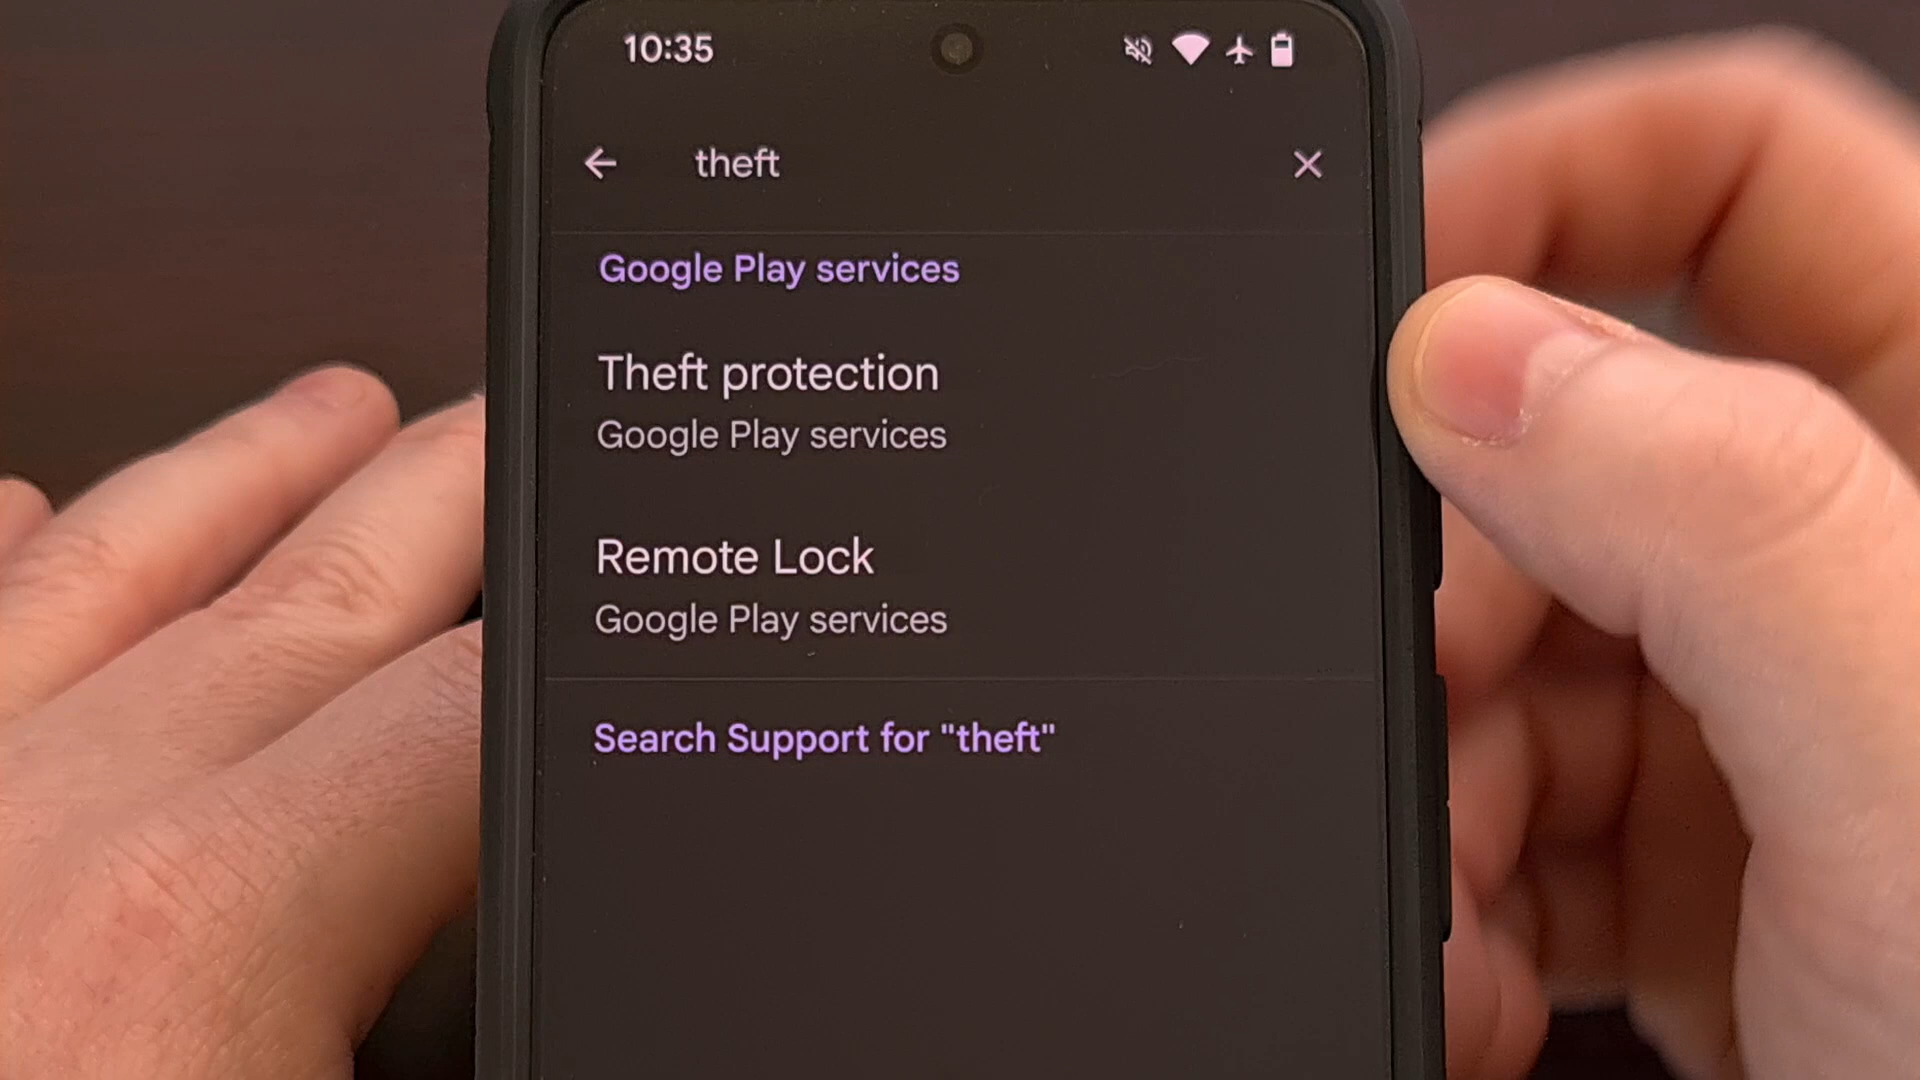 10:35
theft
Google Play services
Theft protection
Google Play services
Remote Lock
Google Play services
Search Support for "theft"